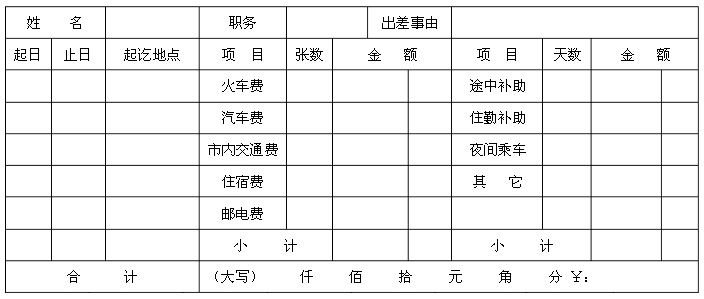 姓 名 职务 出差事由
起日 止日 起讫地点 项 目 张数 金 额 项 目 天数 金 额
火车费 途中补助
汽车费 住勤补助
市内交通费 夜间乘车
住宿费 其 它
邮电费
小 计 小 计
合 计 （大写） 仟 佰 拾 元 角 分 ￥：